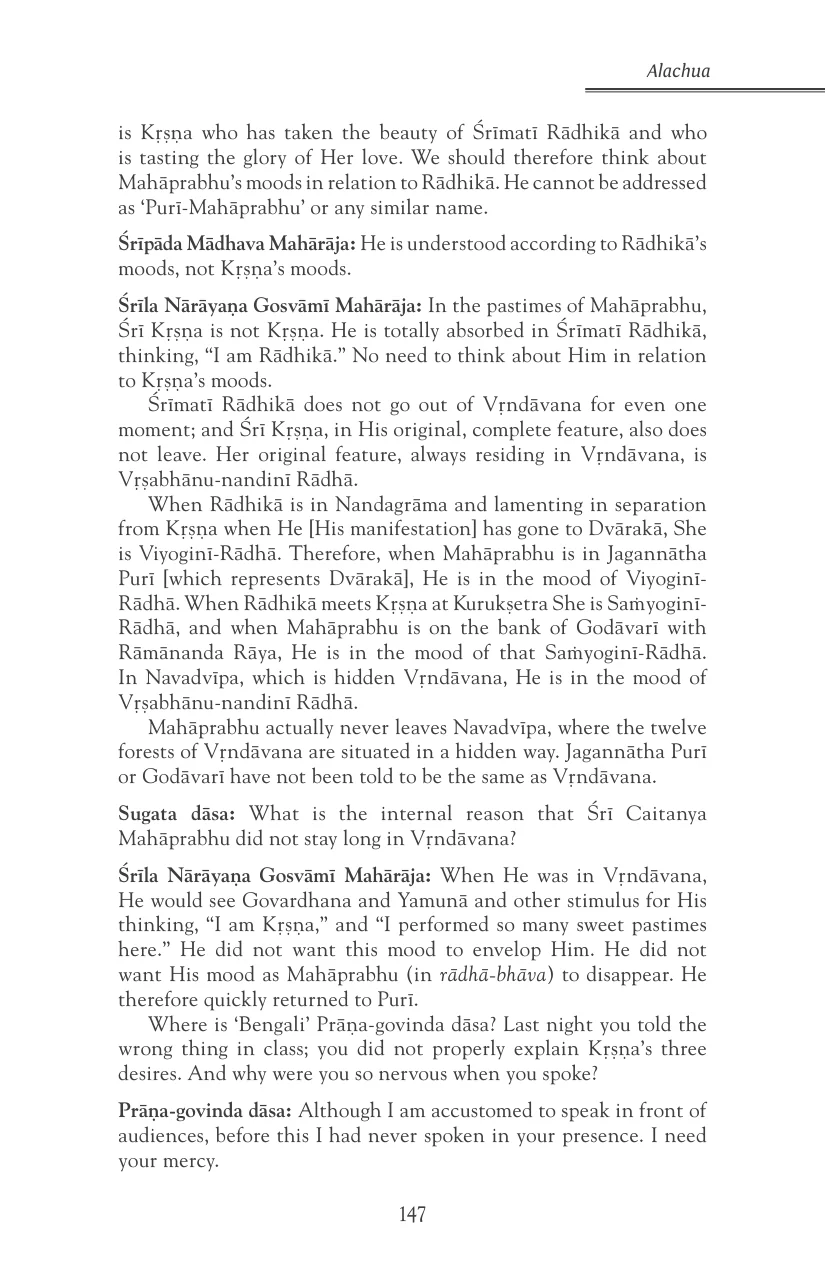 Alachua
is Kṛṣṇa who has taken the beauty of Śrīmatī Rādhikā and who
is tasting the glory of Her love. We should therefore think about
Mahāprabhu’s moods in relation to Rādhikā. He cannot be addressed
as ‘Purī-Mahāprabhu’ or any similar name.
Śrīpāda Mādhava Mahārāja: He is understood according to Rādhikā’s
moods, not Kṛṣṇa’s moods.
Śrīla Nārāyaṇa Gosvāmī Mahārāja: In the pastimes of Mahāprabhu,
Śrī Kṛṣṇa is not Kṛṣṇa. He is totally absorbed in Śrīmatī Rādhikā,
thinking, “I am Rādhikā.” No need to think about Him in relation
to Kṛṣṇa’s moods.
Śrīmatī Rādhikā does not go out of Vṛndāvana for even one
moment; and Śrī Kṛṣṇa, in His original, complete feature, also does
not leave. Her original feature, always residing in Vṛndāvana, is
Vṛṣabhānu-nandinī Rādhā.
When Rādhikā is in Nandagrāma and lamenting in separation
from Kṛṣṇa when He [His manifestation] has gone to Dvārakā, She
is Viyoginī-Rādhā. Therefore, when Mahāprabhu is in Jagannātha
Purī [which represents Dvārakā], He is in the mood of Viyoginī-
Rādhā. When Rādhikā meets Kṛṣṇa at Kurukṣetra She is Saṁyoginī-
Rādhā, and when Mahāprabhu is on the bank of Godāvarī with
Rāmānanda Rāya, He is in the mood of that Saṁyoginī-Rādhā.
In Navadvīpa, which is hidden Vṛndāvana, He is in the mood of
Vṛṣabhānu-nandinī Rādhā.
Mahāprabhu actually never leaves Navadvīpa, where the twelve
forests of Vṛndāvana are situated in a hidden way. Jagannātha Purī
or Godāvarī have not been told to be the same as Vṛndāvana.
Sugata dāsa: What is the internal reason that Śrī Caitanya
Mahāprabhu did not stay long in Vṛndāvana?
Śrīla Nārāyaṇa Gosvāmī Mahārāja: When He was in Vṛndāvana,
He would see Govardhana and Yamunā and other stimulus for His
thinking, “I am Kṛṣṇa,” and “I performed so many sweet pastimes
here.” He did not want this mood to envelop Him. He did not
want His mood as Mahāprabhu (in rādhā-bhāva) to disappear. He
therefore quickly returned to Purī.
Where is ‘Bengali’ Prāṇa-govinda dāsa? Last night you told the
wrong thing in class; you did not properly explain Kṛṣṇa’s three
desires. And why were you so nervous when you spoke?
Prāṇa-govinda dāsa: Although I am accustomed to speak in front of
audiences, before this I had never spoken in your presence. I need
your mercy.
147